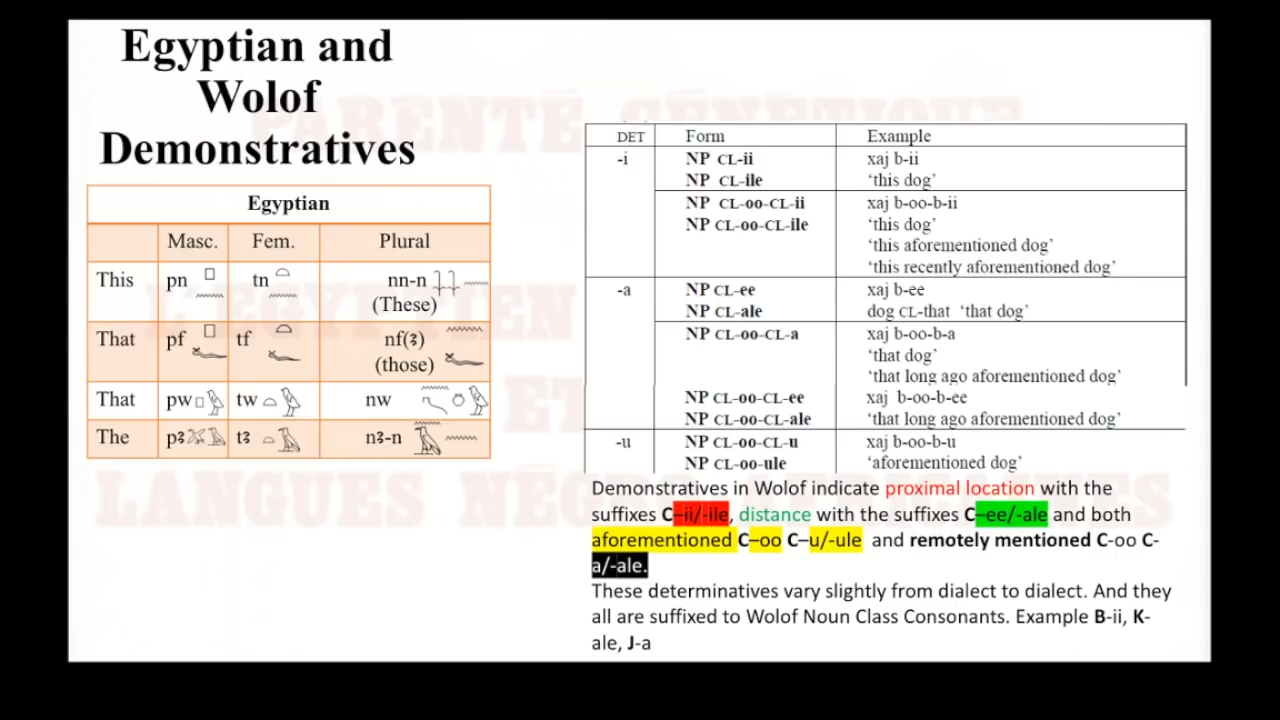 Egyptian and
Wolof
Demonstratives
Egyptian
Masc. Fem. Plural
This pn tn nn-n
(These)
That pf tf nf(ꜣ)
(those)
That pw tw nw
The pꜣ tꜣ nꜣ-n
DET Form Example
-i NP CL-ii xaj b-ii
NP CL-ile ‘this dog’
NP CL-oo-CL-ii xaj b-oo-b-ii
NP CL-oo-CL-ile ‘this dog’
‘this aforementioned dog’
‘this recently aforementioned dog’
-a NP CL-ee xaj b-ee
NP CL-ale dog CL-that ‘that dog’
NP CL-oo-CL-a xaj b-oo-b-a
‘that dog’
‘that long ago aforementioned dog’
NP CL-oo-CL-ee xaj b-oo-b-ee
NP CL-oo-CL-ale ‘that long ago aforementioned dog’
-u NP CL-oo-CL-u xaj b-oo-b-u
NP CL-oo-ule ‘aforementioned dog’
Demonstratives in Wolof indicate proximal location with the
suffixes C–ii/-ile, distance with the suffixes C–ee/-ale and both
aforementioned C–oo C–u/-ule and remotely mentioned C-oo C-
a/-ale.
These determinatives vary slightly from dialect to dialect. And they
all are suffixed to Wolof Noun Class Consonants. Example B-ii, K-
ale, J-a
PARENTÉ GÉNÉTIQUE
L'EGYPTIEN
ET
LANGUES